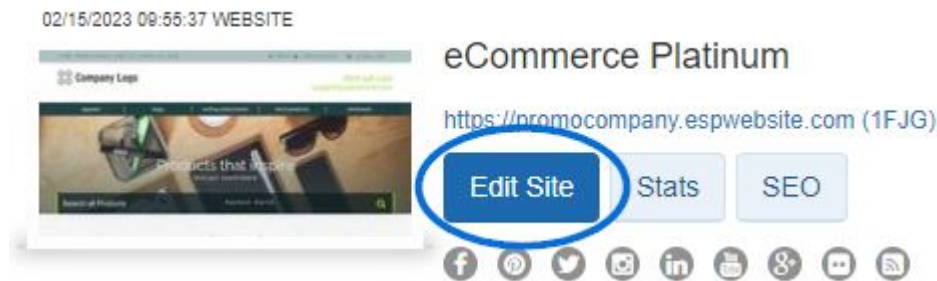 02/15/2023 09:55:37 WEBSITE
eCommerce Platinum
Company Logo
https://promocompany.espwebsite.com (1FJG)
Products that inspire
Edit Site
Stats
SEO
Search all Products